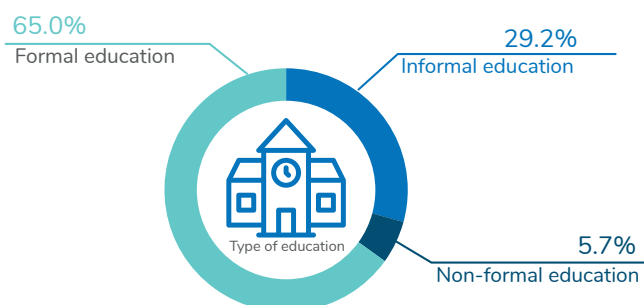 65.0%
Formal education
29.2%
Informal education
Type of education
5.7%
Non-formal education